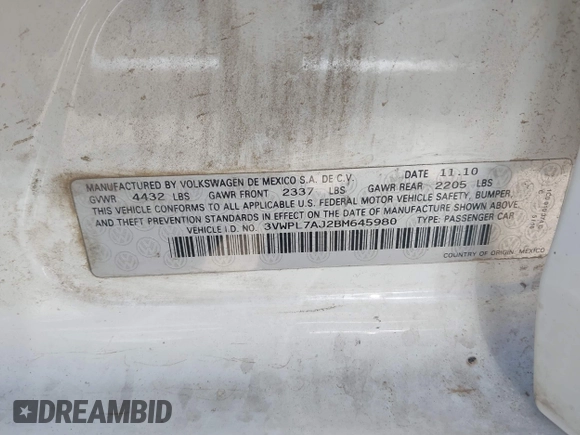 MANUFACTURED BY VOLKSWAGEN DE MEXICO S.A. DE C.V. DATE 11.10
GVWR 4432 LBS GAWR FRONT 2337 LBS GAWR REAR 2205 LBS
THIS VEHICLE CONFORMS TO ALL APPLICABLE U.S. FEDERAL MOTOR VEHICLE SAFETY, BUMPER,
AND THEFT PREVENTION STANDARDS IN EFFECT ON THE DATE OF MANUFACTURE SHOWN ABOVE.
VEHICLE I.D. NO. 3VWPL7AJ2BM645980 TYPE: PASSENGER CAR
COUNTRY OF ORIGIN: MEXICO
DREAMBID